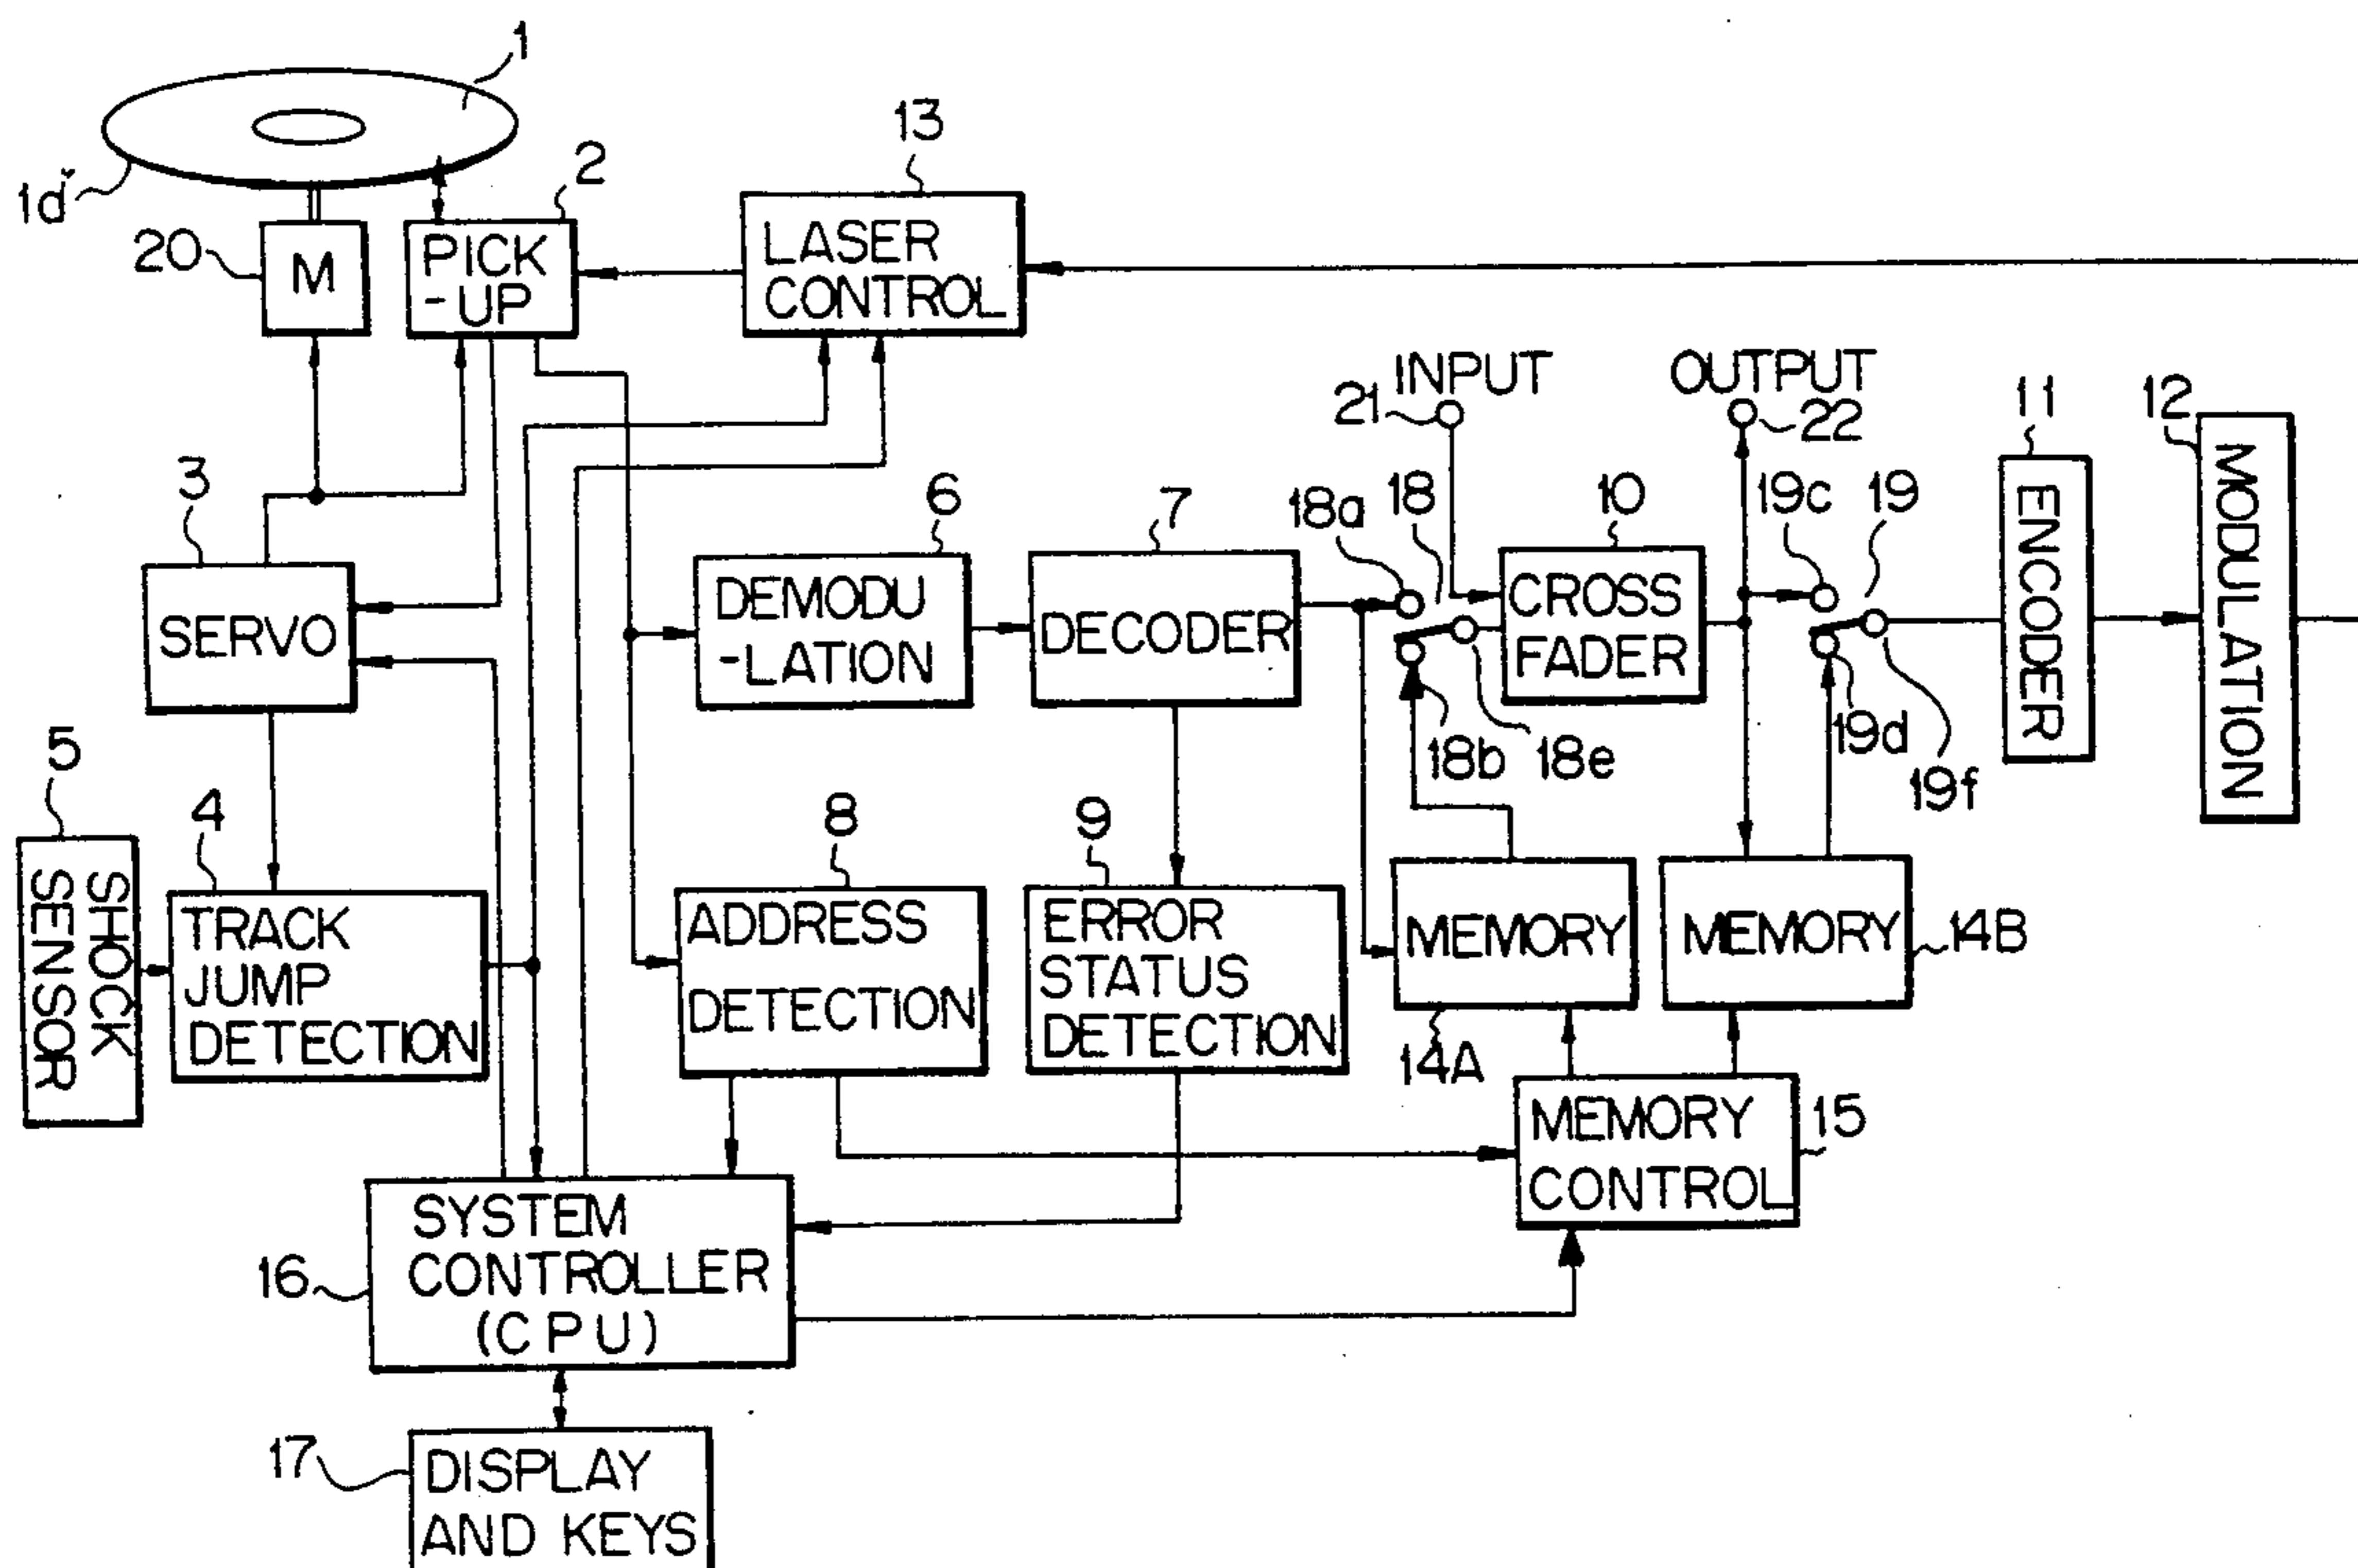 1
13
2
1d
20
M
PICK
-UP
LASER
CONTROL
INPUT
21
OUTPUT
22
11
12
3
6
7
18a
18
10
19c
19
SERVO
DEMODU
-LATION
DECODER
CROSS
FADER
ENCODER
MODULATION
18b
18e
19d
19f
5
4
8
9
SHOCK
SENSOR
TRACK
JUMP
DETECTION
ADDRESS
DETECTION
ERROR
STATUS
DETECTION
MEMORY
MEMORY
14B
14A
MEMORY
CONTROL
15
16
SYSTEM
CONTROLLER
(CPU)
17
DISPLAY
AND KEYS